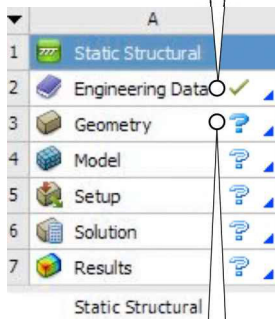 A
1 Static Structural
2 Engineering Data
3 Geometry
4 Model
5 Setup
6 Solution
7 Results
Static Structural